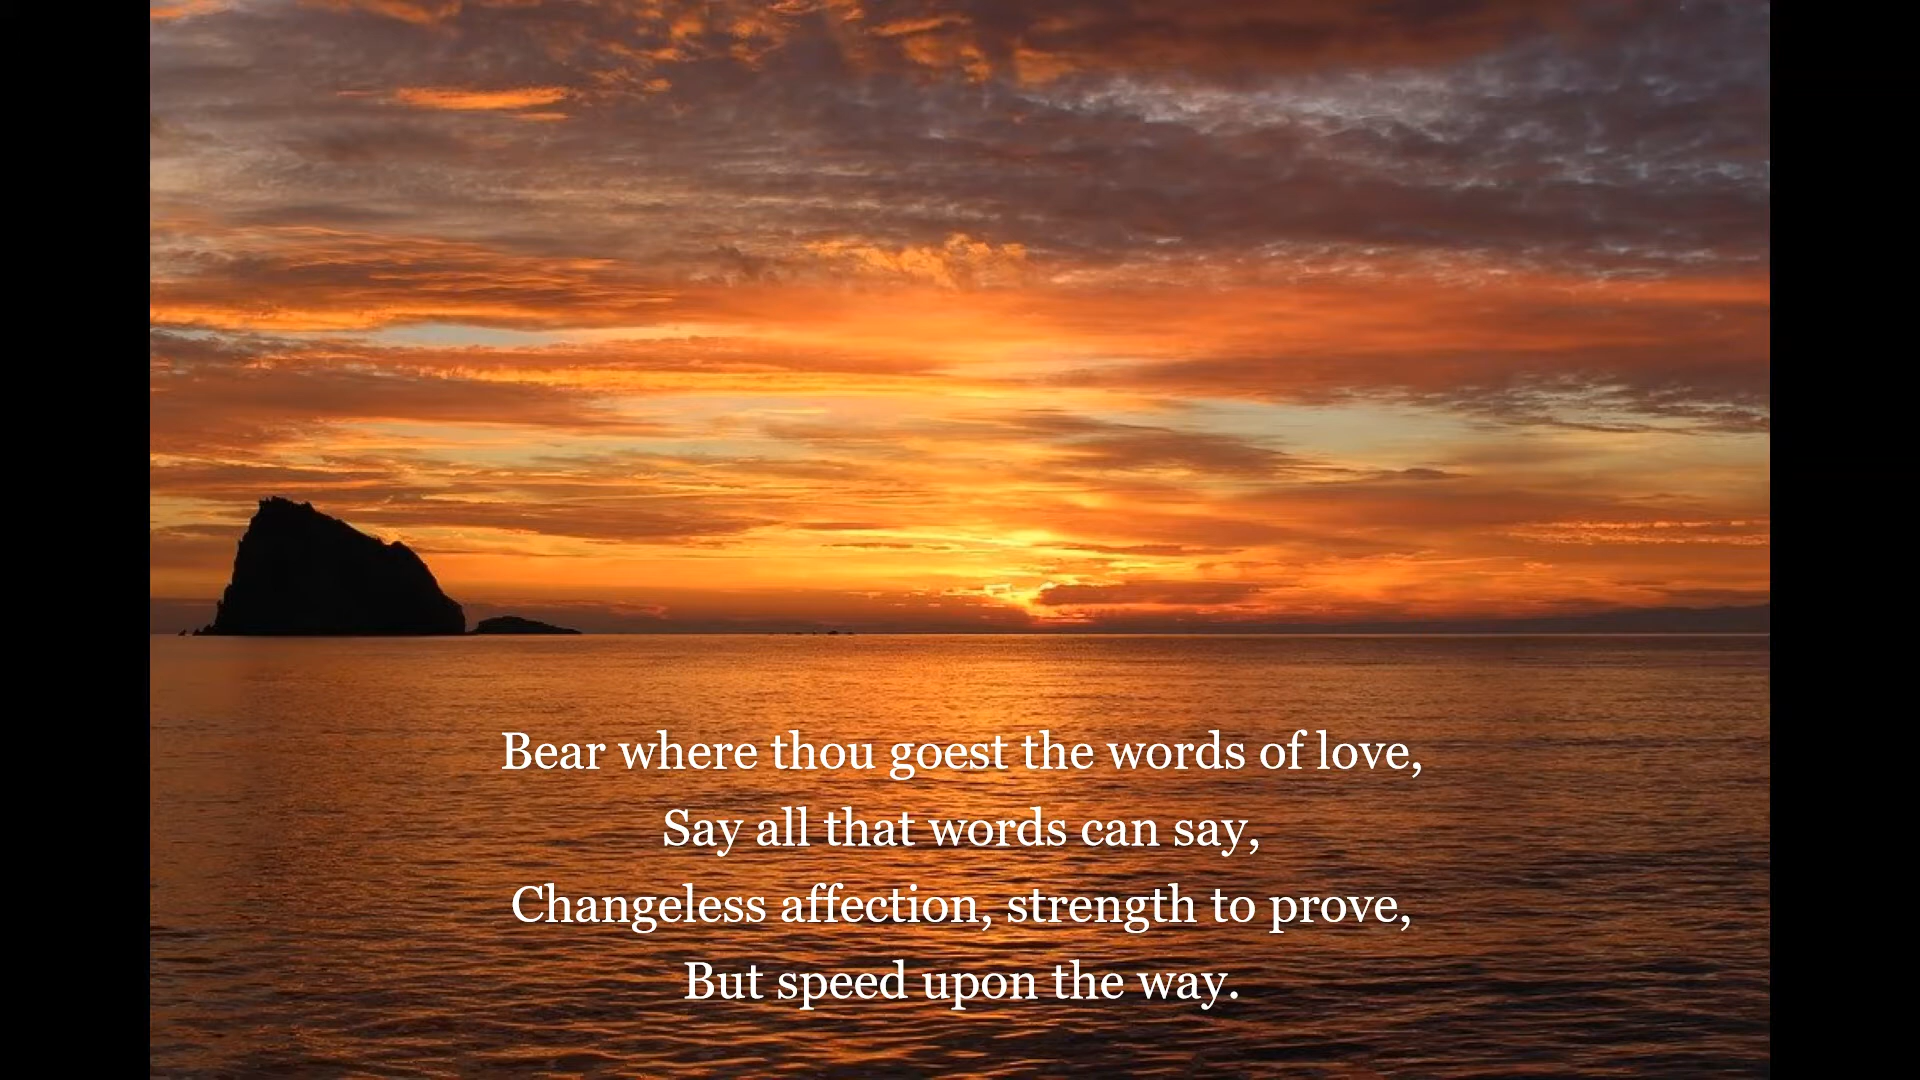 Bear where thou goest the words of love,
Say all that words can say,
Changeless affection, strength to prove,
But speed upon the way.